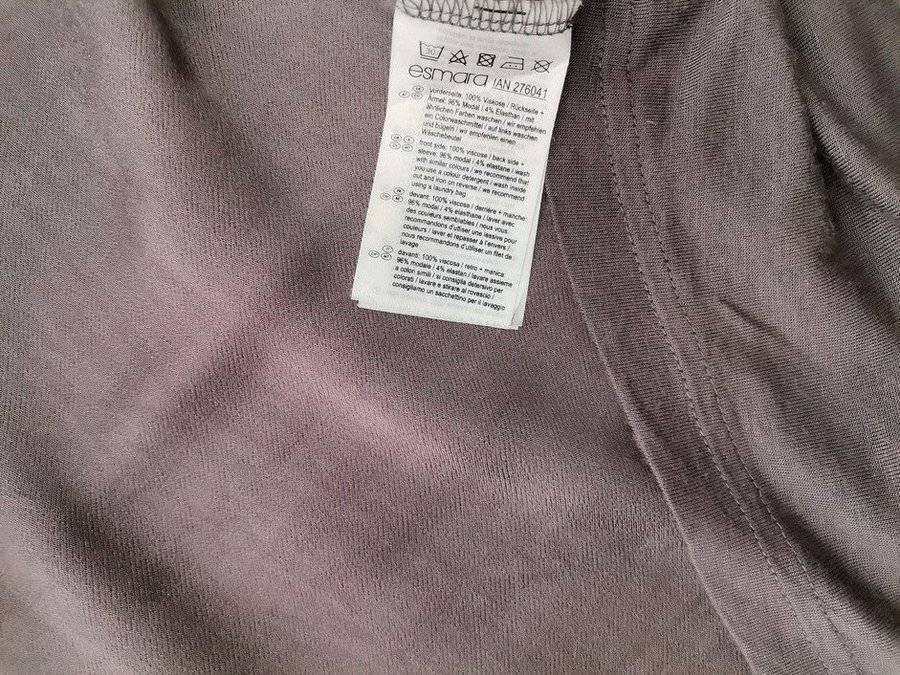 30
esmara IAN 276041
vorderseite: 100% Viskose / Rückseite +
Ärmel: 96% Modal / 4% Elasthan / mit
ähnlichen Farben waschen / wir empfehlen
ein Colorwaschmittel / auf links waschen
und bügeln / wir empfehlen einen
Wäschebeutel
front side: 100% viscose / back side +
sleeve: 96% modal / 4% elastane / wash
with similar colours / we recommend that
you use a colour detergent / wash inside
out and iron on reverse / we recommend
using a laundry bag
devant: 100% viscose / derrière + manche:
96% modal / 4% élasthane / laver avec
des couleurs semblables / nous vous
recommandons d'utiliser une lessive pour
couleurs / laver et repasser à l'envers /
nous recommandons d'utiliser un filet de
lavage
davanti: 100% viscosa / retro + manica:
96% modale / 4% elastan / lavare assieme
a colori simili / si consiglia detersivo per
colorati / lavare e stirare al rovescio /
consigliamo un sacchettino per il lavaggio